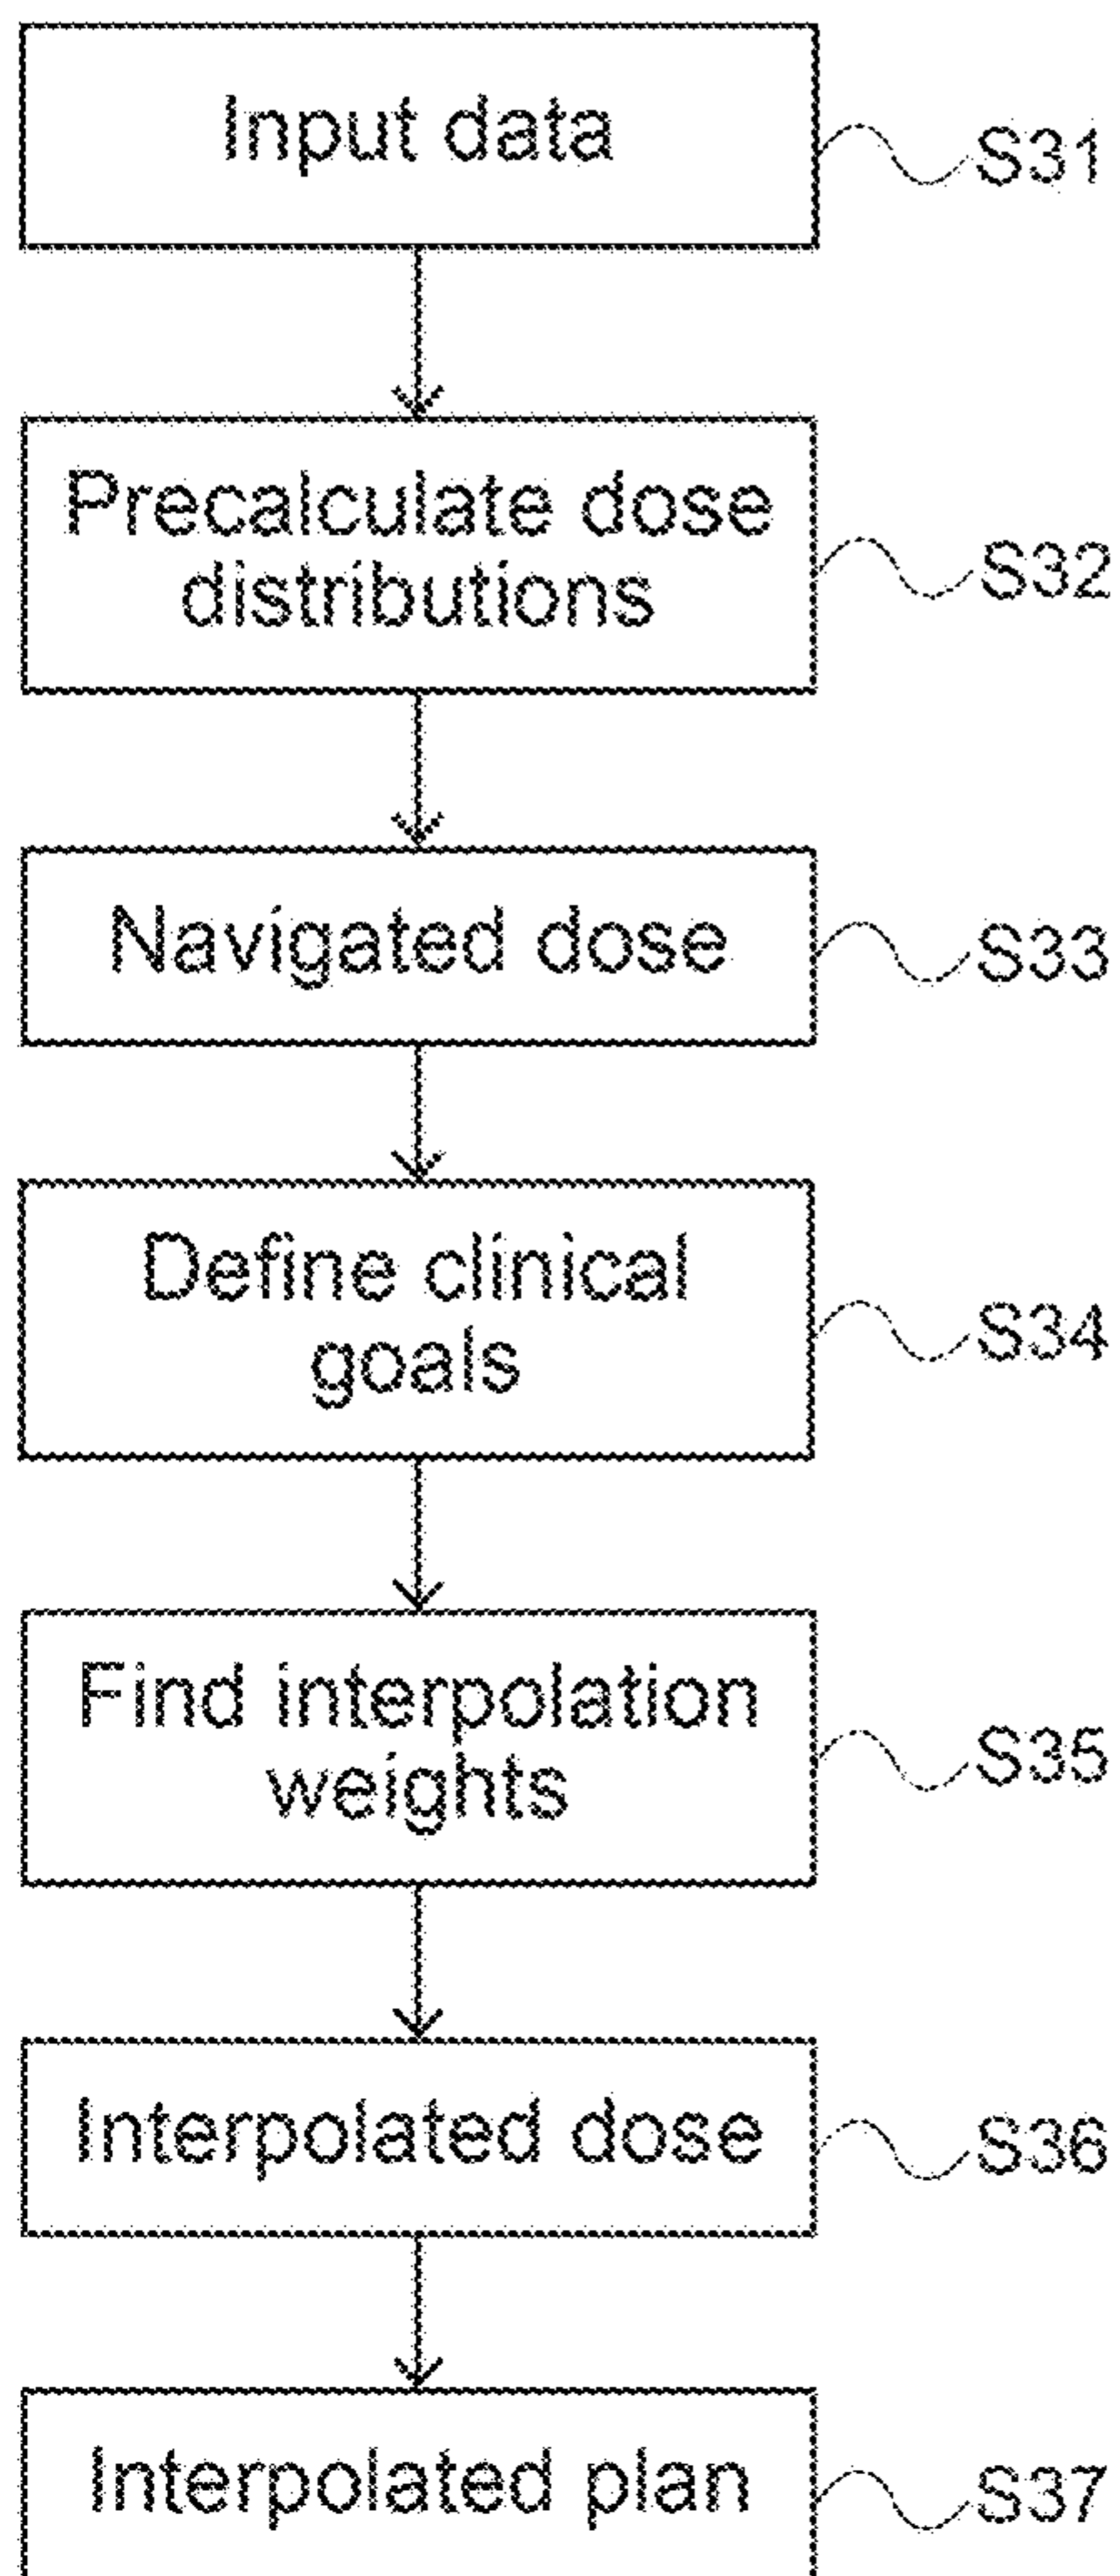 Input data
S31
Precalculate dose
distributions
S32
Navigated dose
S33
Define clinical
goals
S34
Find interpolation
weights
S35
Interpolated dose
S36
Interpolated plan
S37